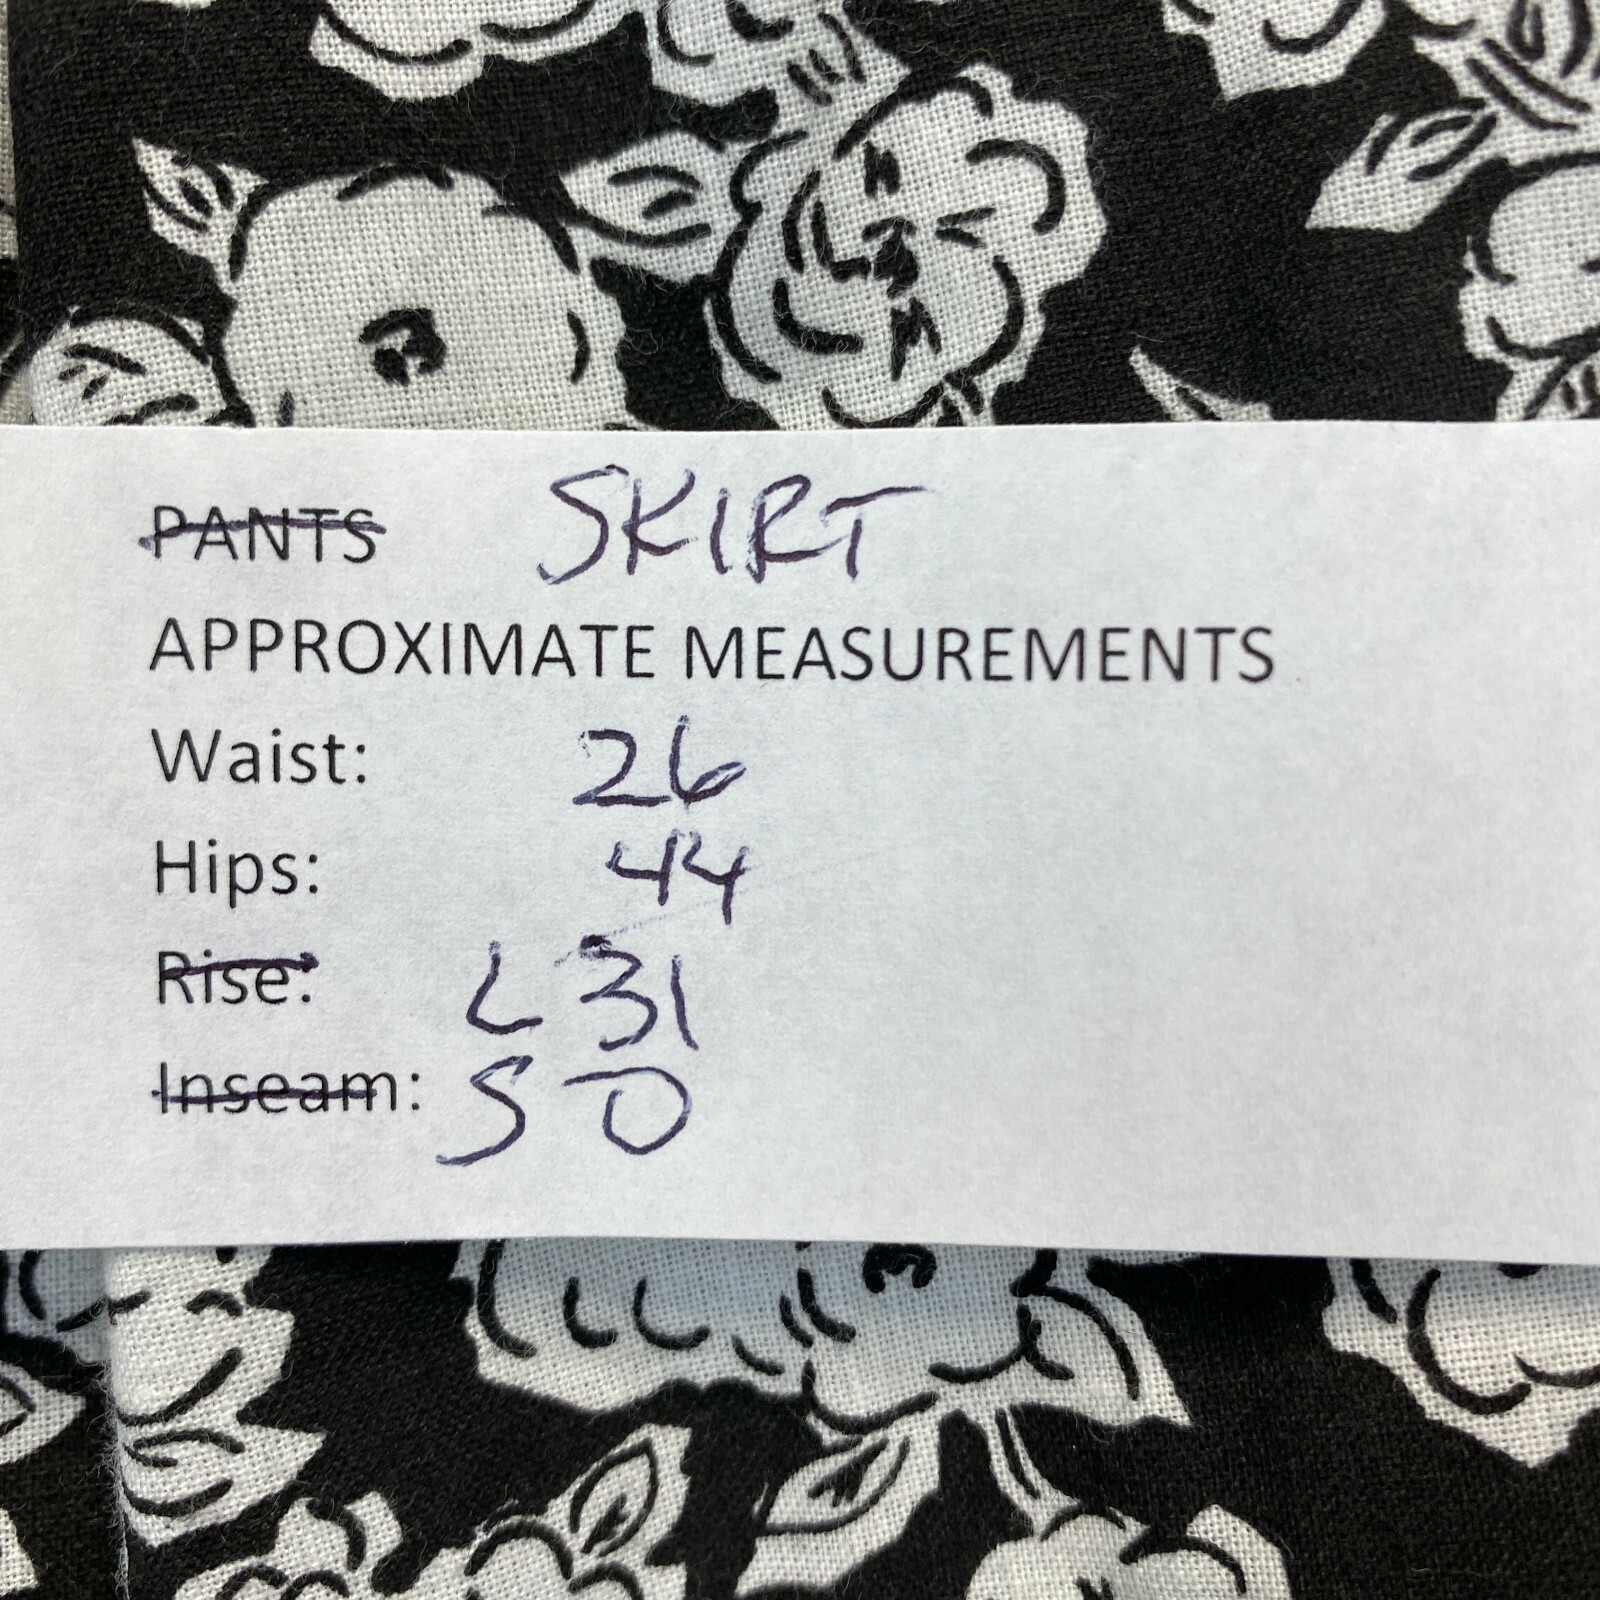 PANTS SKIRT
APPROXIMATE MEASUREMENTS
Waist: 26
Hips: 44
Rise: L 31
Inseam: S 0